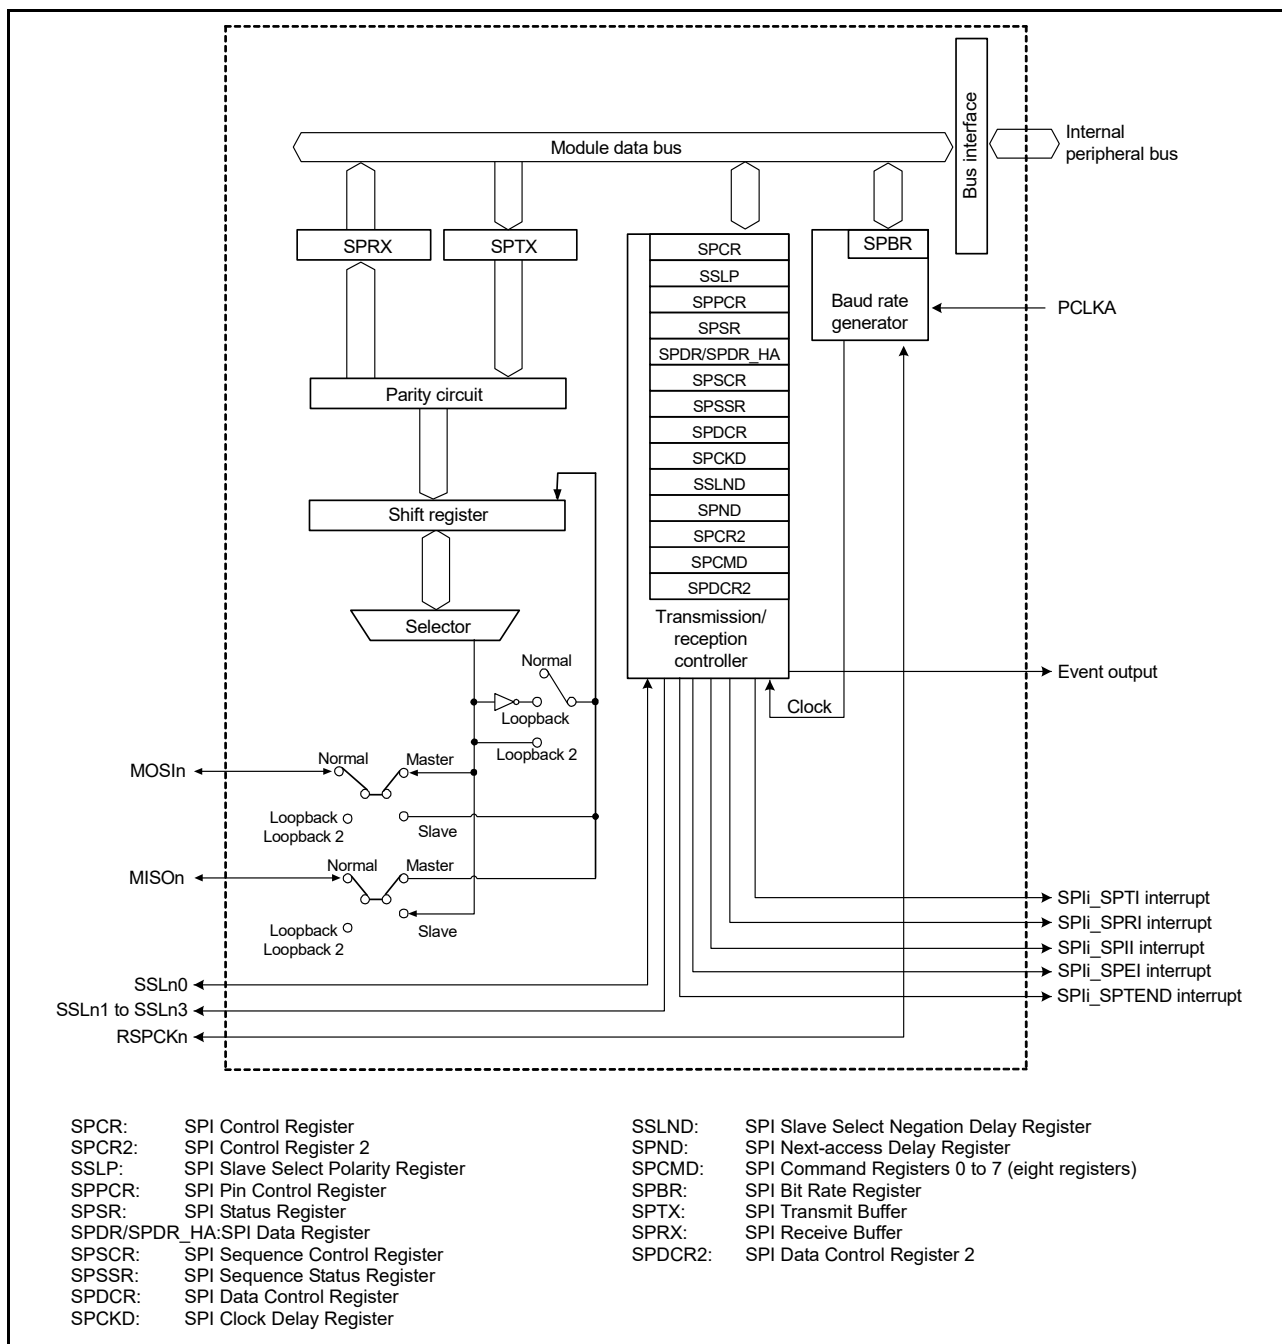 Module data bus
Bus interface
Internal
peripheral bus
SPRX
SPTX
SPCR
SSLP
SPPCR
SPSR
SPDR/SPDR_HA
SPSCR
SPSSR
SPDCR
SPCKD
SSLND
SPND
SPCR2
SPCMD
SPDCR2
Transmission/
reception
controller
SPBR
Baud rate
generator
PCLKA
Parity circuit
Shift register
Selector
Normal
Loopback
Loopback 2
Clock
Event output
MOSIn
Normal
Master
Loopback
Loopback 2
Slave
MISOn
Normal
Master
Loopback
Loopback 2
Slave
SSLn0
SSLn1 to SSLn3
RSPCKn
SPIi_SPTI interrupt
SPIi_SPRI interrupt
SPIi_SPII interrupt
SPIi_SPEI interrupt
SPIi_SPTEND interrupt
SPCR: SPI Control Register
SPCR2: SPI Control Register 2
SSLP: SPI Slave Select Polarity Register
SPPCR: SPI Pin Control Register
SPSR: SPI Status Register
SPDR/SPDR_HA:SPI Data Register
SPSCR: SPI Sequence Control Register
SPSSR: SPI Sequence Status Register
SPDCR: SPI Data Control Register
SPCKD: SPI Clock Delay Register
SSLND: SPI Slave Select Negation Delay Register
SPND: SPI Next-access Delay Register
SPCMD: SPI Command Registers 0 to 7 (eight registers)
SPBR: SPI Bit Rate Register
SPTX: SPI Transmit Buffer
SPRX: SPI Receive Buffer
SPDCR2: SPI Data Control Register 2